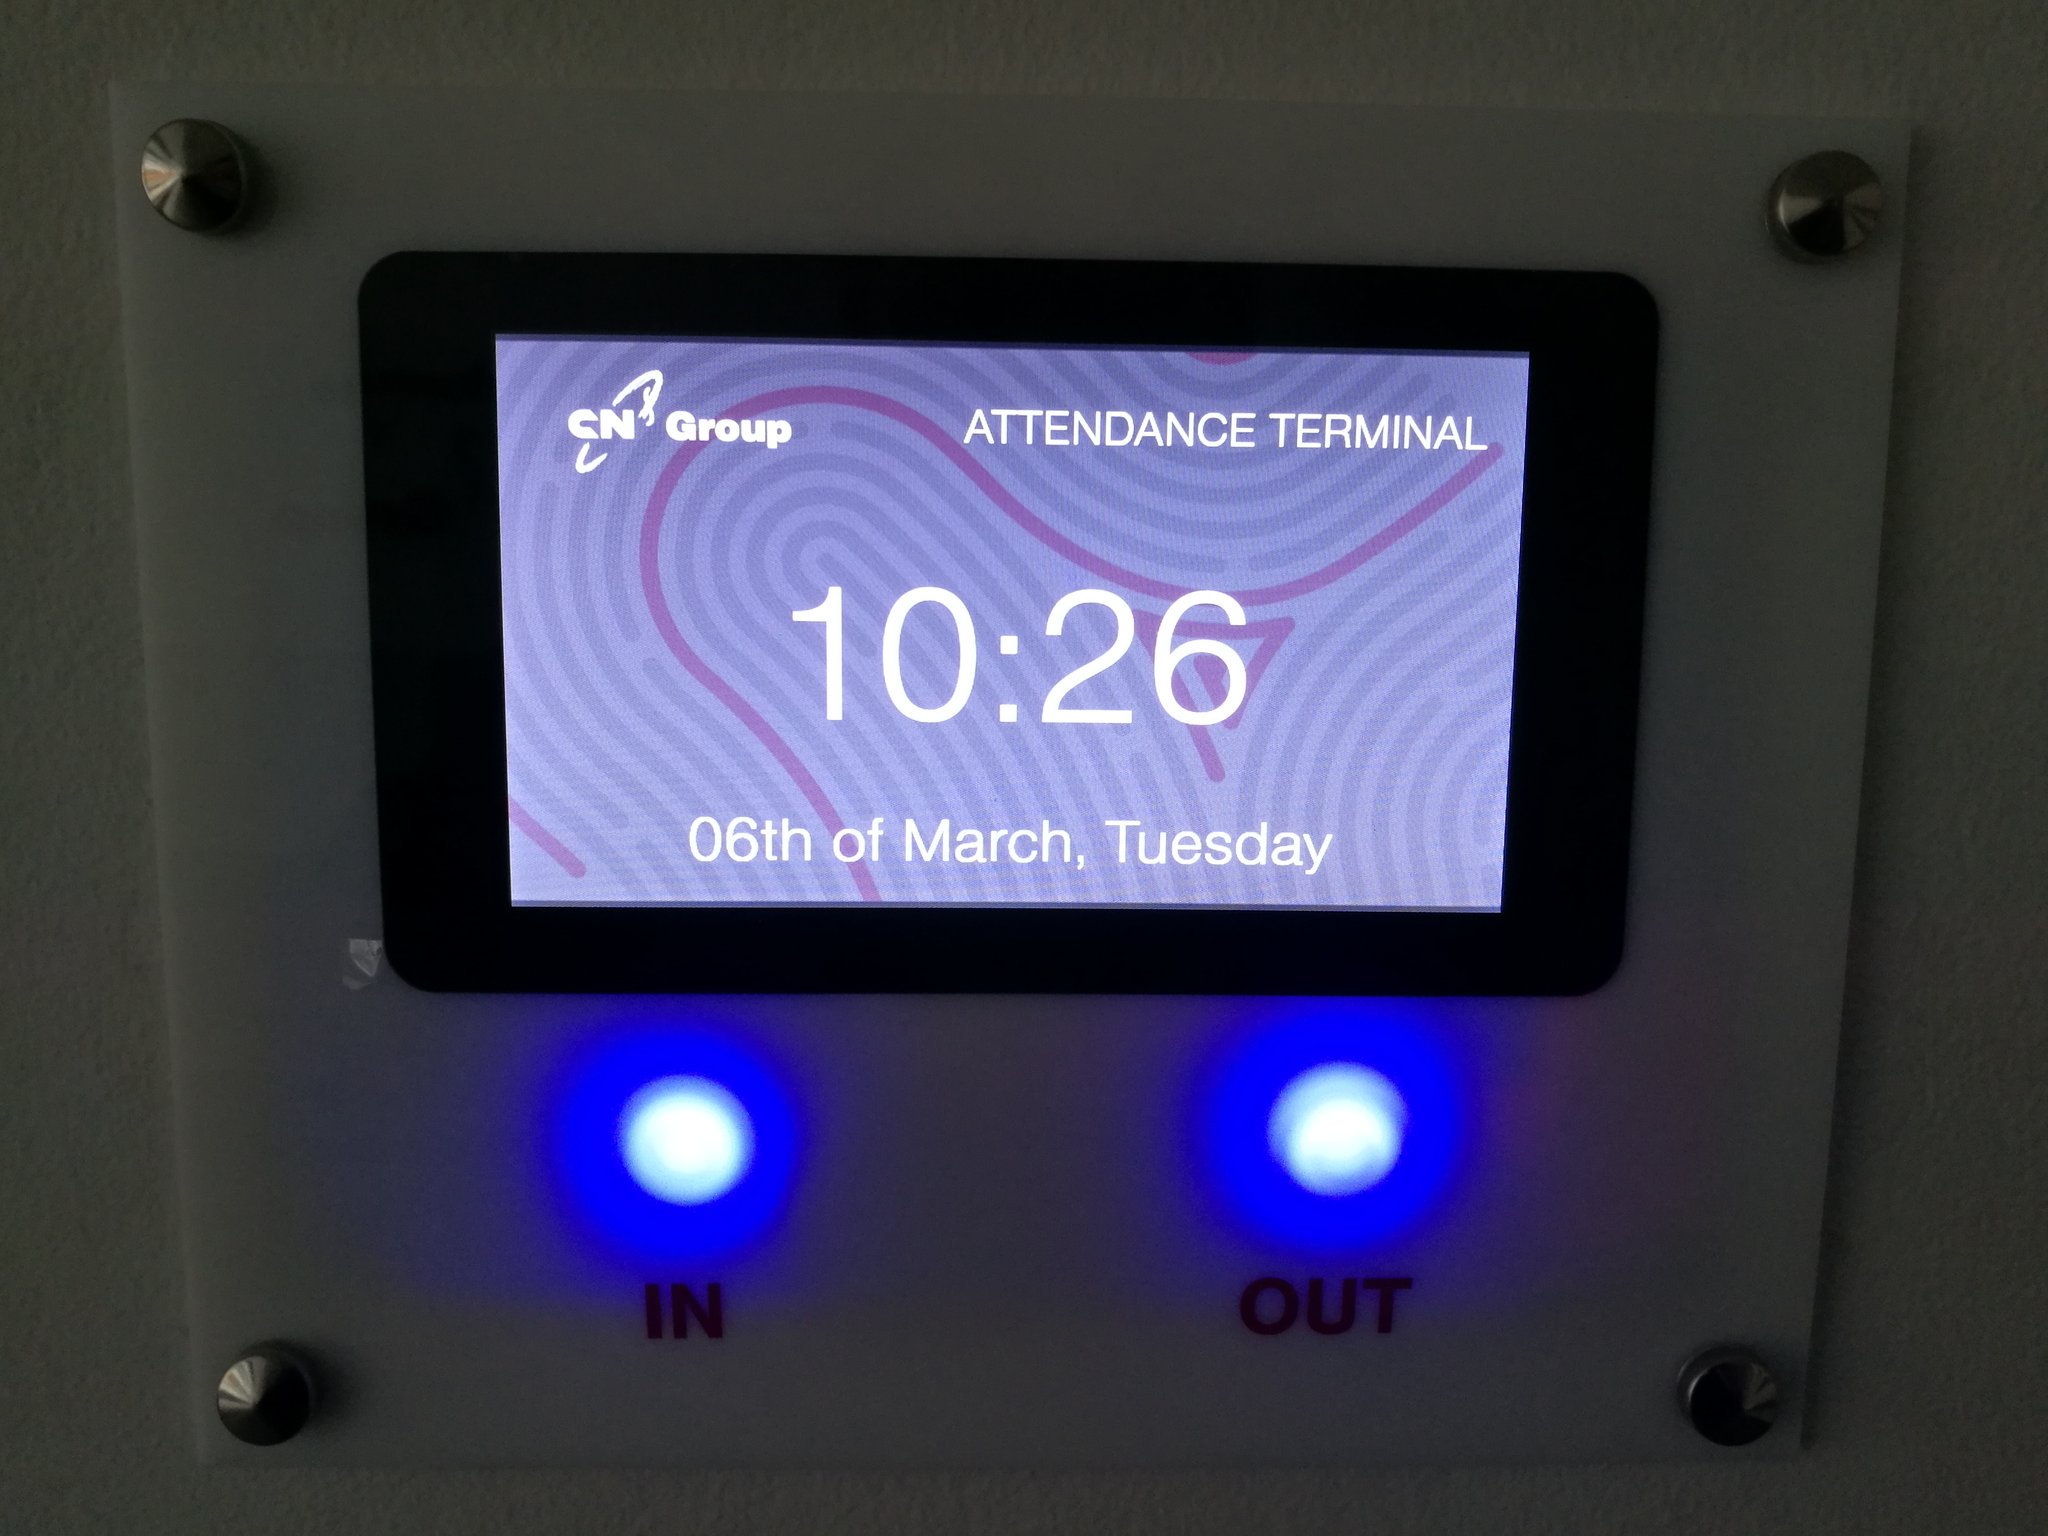 CN Group
ATTENDANCE TERMINAL
10:26
06th of March, Tuesday
IN
OUT